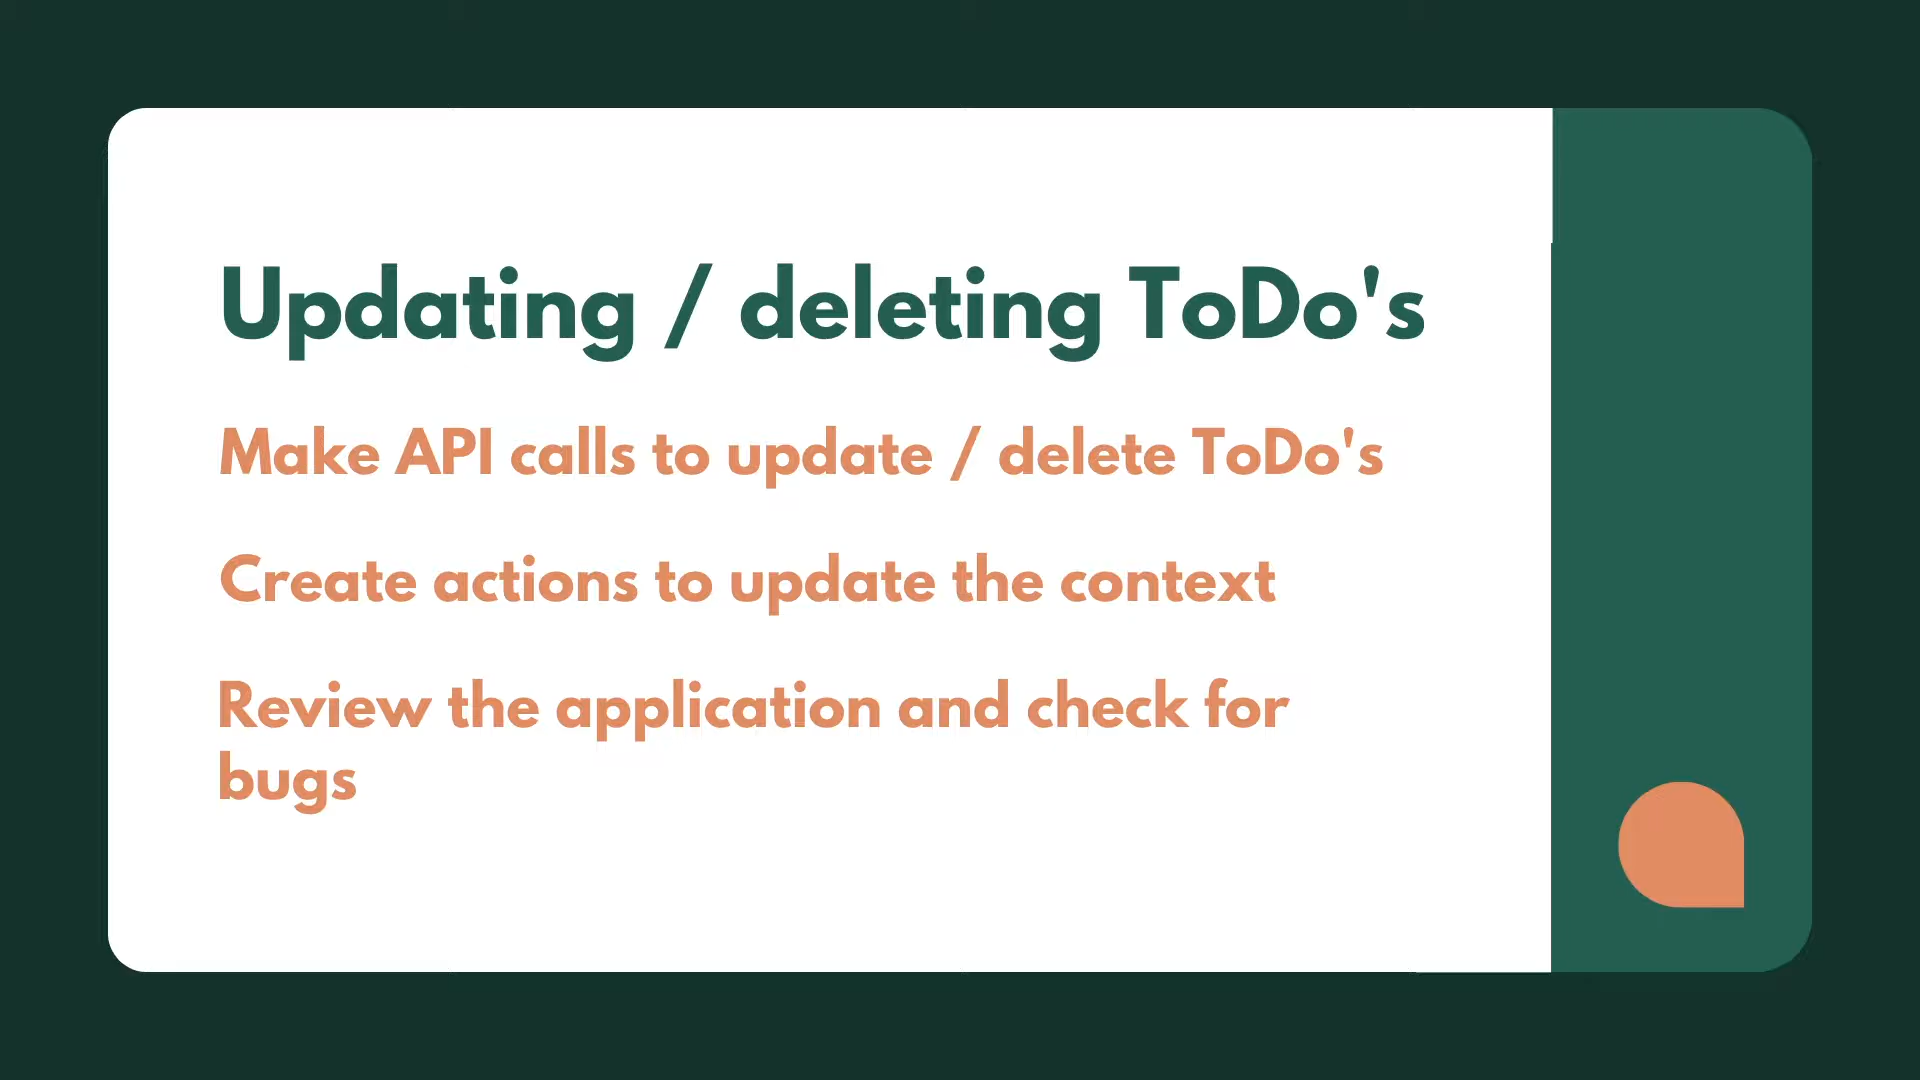 Updating / deleting ToDo's
Make API calls to update / delete ToDo's
Create actions to update the context
Review the application and check for
bugs